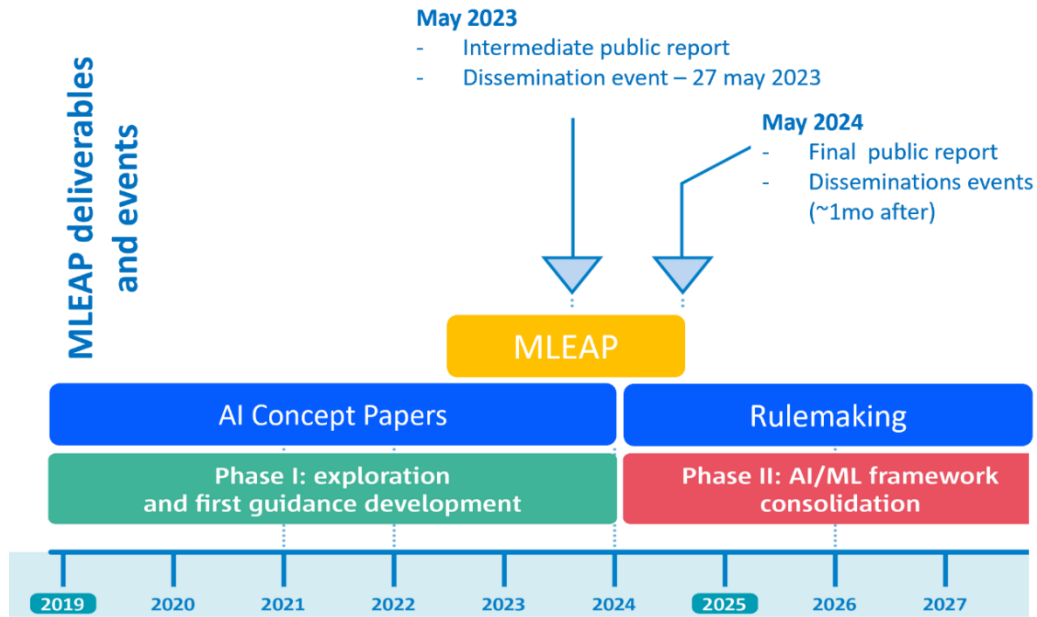 MLEAP deliverables
and events
May 2023
- Intermediate public report
- Dissemination event – 27 may 2023
May 2024
- Final public report
- Disseminations events
(~1mo after)
MLEAP
AI Concept Papers
Rulemaking
Phase I: exploration
and first guidance development
Phase II: AI/ML framework
consolidation
2019 2020 2021 2022 2023 2024 2025 2026 2027